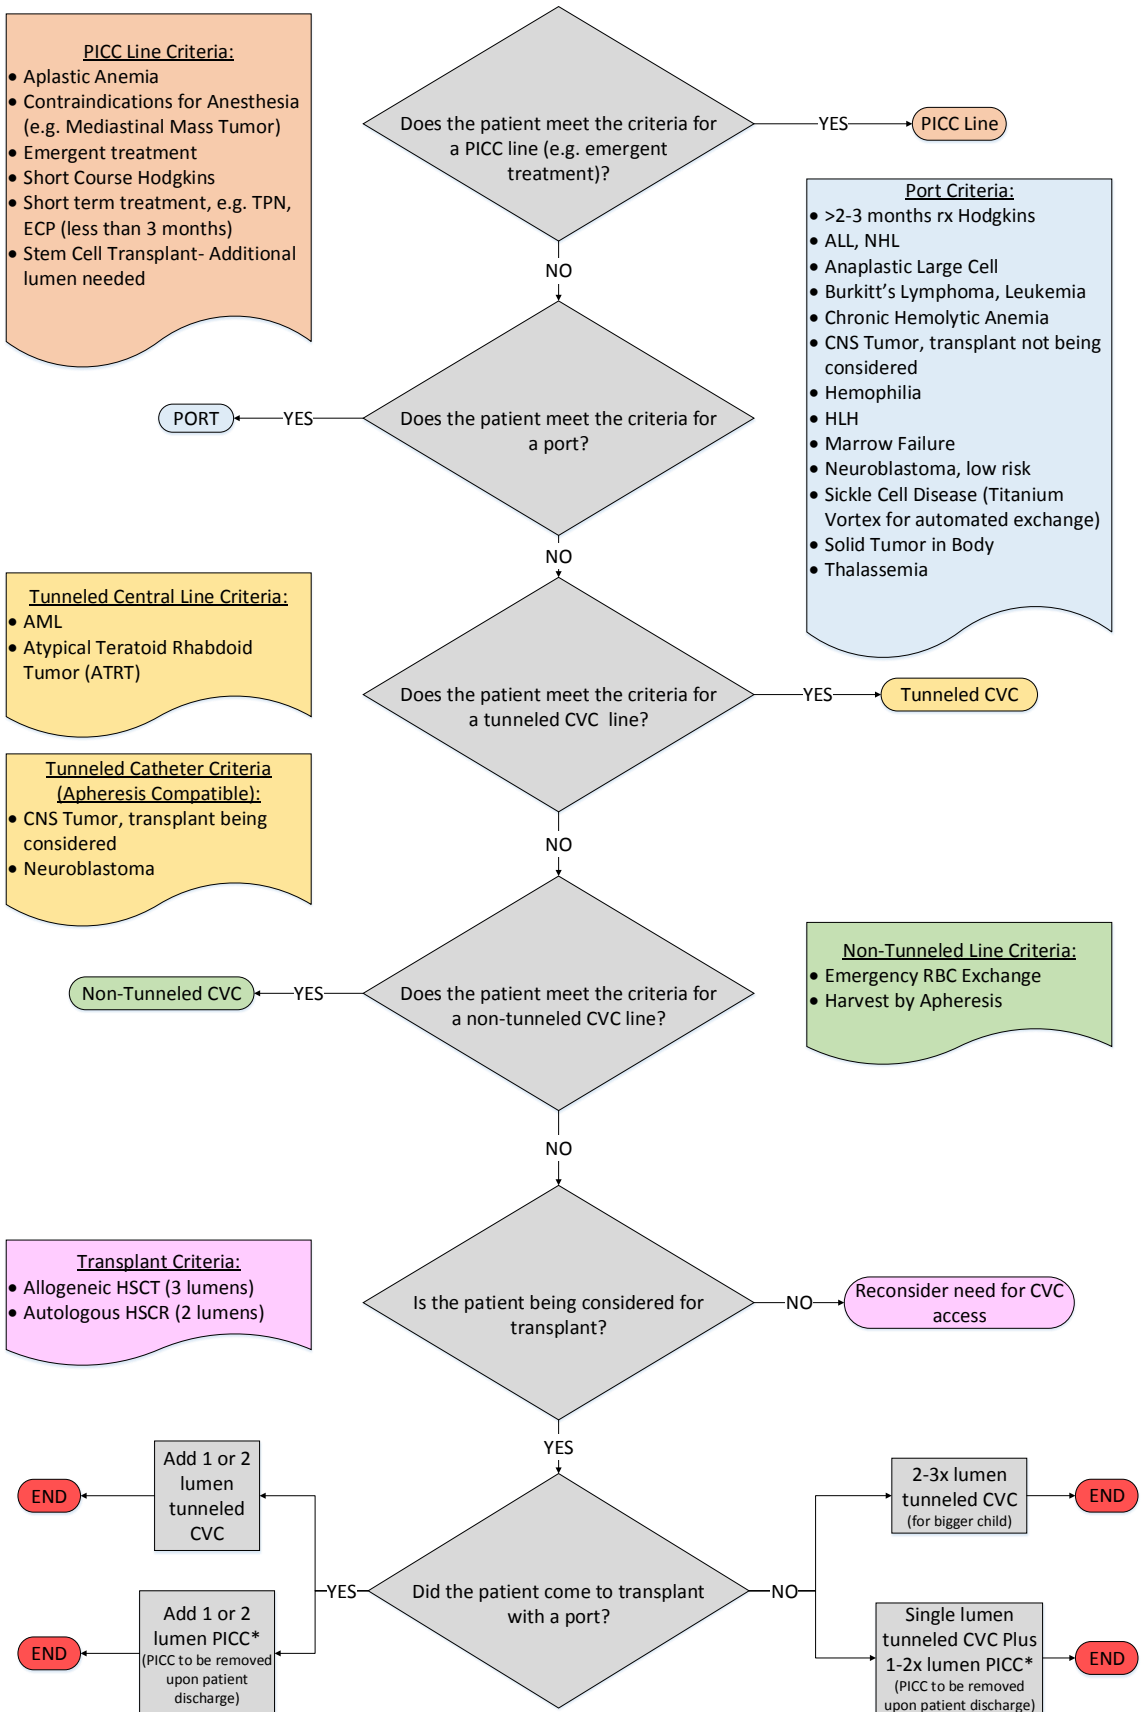 PICC Line Criteria:
• Aplastic Anemia
• Contraindications for Anesthesia
(e.g. Mediastinal Mass Tumor)
• Emergent treatment
• Short Course Hodgkins
• Short term treatment, e.g. TPN,
ECP (less than 3 months)
• Stem Cell Transplant- Additional
lumen needed
Does the patient meet the criteria for
a PICC line (e.g. emergent
treatment)?
YES
PICC Line
NO
Port Criteria:
• >2-3 months rx Hodgkins
• ALL, NHL
• Anaplastic Large Cell
• Burkitt’s Lymphoma, Leukemia
• Chronic Hemolytic Anemia
• CNS Tumor, transplant not being
considered
• Hemophilia
• HLH
• Marrow Failure
• Neuroblastoma, low risk
• Sickle Cell Disease (Titanium
Vortex for automated exchange)
• Solid Tumor in Body
• Thalassemia
PORT
YES
Does the patient meet the criteria for
a port?
NO
Tunneled Central Line Criteria:
• AML
• Atypical Teratoid Rhabdoid
Tumor (ATRT)
Does the patient meet the criteria for
a tunneled CVC line?
YES
Tunneled CVC
Tunneled Catheter Criteria
(Apheresis Compatible):
• CNS Tumor, transplant being
considered
• Neuroblastoma
NO
Non-Tunneled CVC
YES
Does the patient meet the criteria for
a non-tunneled CVC line?
Non-Tunneled Line Criteria:
• Emergency RBC Exchange
• Harvest by Apheresis
NO
Transplant Criteria:
• Allogeneic HSCT (3 lumens)
• Autologous HSCR (2 lumens)
Is the patient being considered for
transplant?
NO
Reconsider need for CVC
access
YES
END
Add 1 or 2
lumen
tunneled
CVC
2-3x lumen
tunneled CVC
(for bigger child)
END
YES
Did the patient come to transplant
with a port?
NO
END
Add 1 or 2
lumen PICC*
(PICC to be removed
upon patient
discharge)
Single lumen
tunneled CVC Plus
1-2x lumen PICC*
(PICC to be removed
upon patient discharge)
END